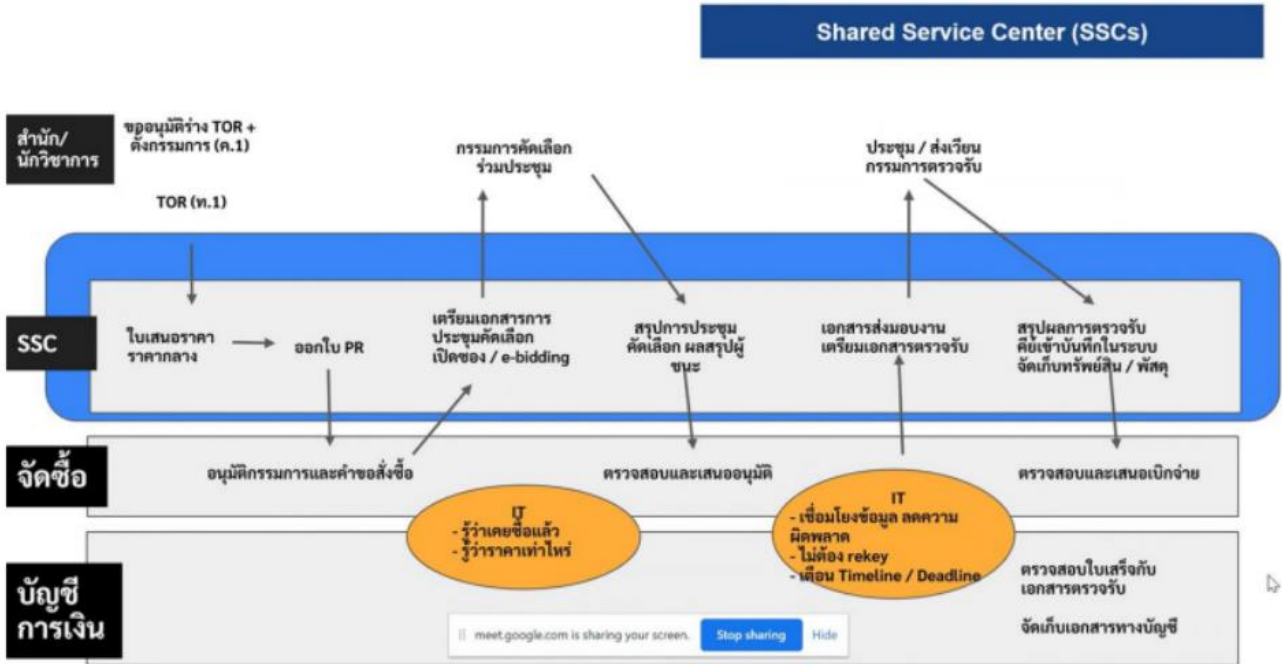 Shared Service Center (SSCs)
สำนัก/
นักวิชาการ
ขออนุมัติร่าง TOR +
ตั้งกรรมการ (ค.1)
TOR (ท.1)
กรรมการคัดเลือก
ร่วมประชุม
ประชุม / ส่งเวียน
กรรมการตรวจรับ
SSC
ใบเสนอราคา
ราคากลาง
ออกใบ PR
เตรียมเอกสารการ
ประชุมคัดเลือก
เปิดซอง / e-bidding
สรุปการประชุม
คัดเลือก ผลสรุปผู้
ชนะ
เอกสารส่งมอบงาน
เตรียมเอกสารตรวจรับ
สรุปผลการตรวจรับ
คีย์เข้าบันทึกในระบบ
จัดเก็บทรัพย์สิน / พัสดุ
จัดซื้อ
อนุมัติกรรมการและคำขอสั่งซื้อ
ตรวจสอบและเสนออนุมัติ
ตรวจสอบและเสนอเบิกจ่าย
IT
- รู้ว่าเคยซื้อแล้ว
- รู้ว่าราคาเท่าไหร่
IT
- เชื่อมโยงข้อมูล ลดความ
ผิดพลาด
- ไม่ต้อง rekey
- เตือน Timeline / Deadline
บัญชี
การเงิน
ตรวจสอบใบเสร็จกับ
เอกสารตรวจรับ
จัดเก็บเอกสารทางบัญชี
meet.google.com is sharing your screen.
Stop sharing
Hide